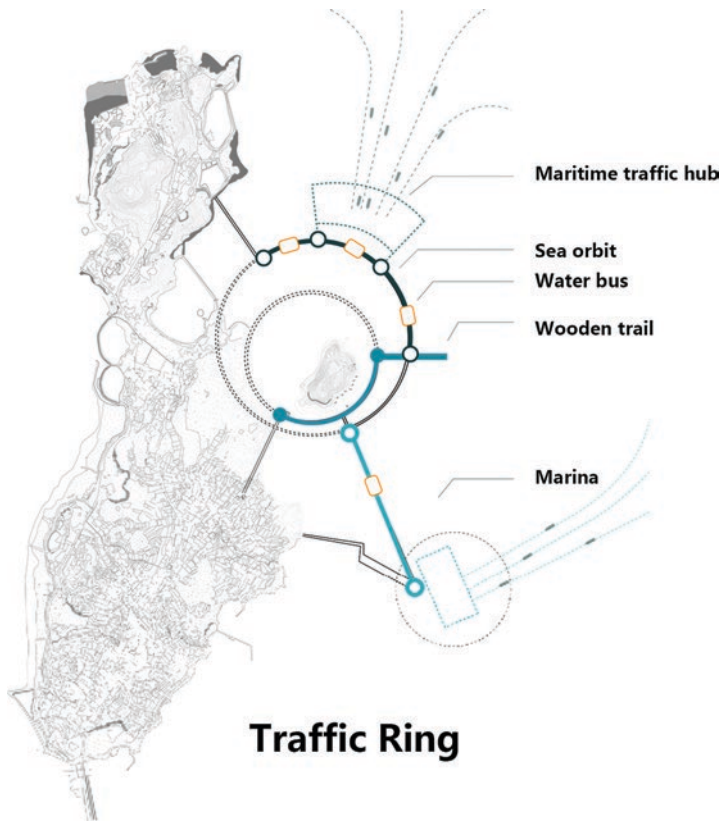 Maritime traffic hub
Sea orbit
Water bus
Wooden trail
Marina
Traffic Ring